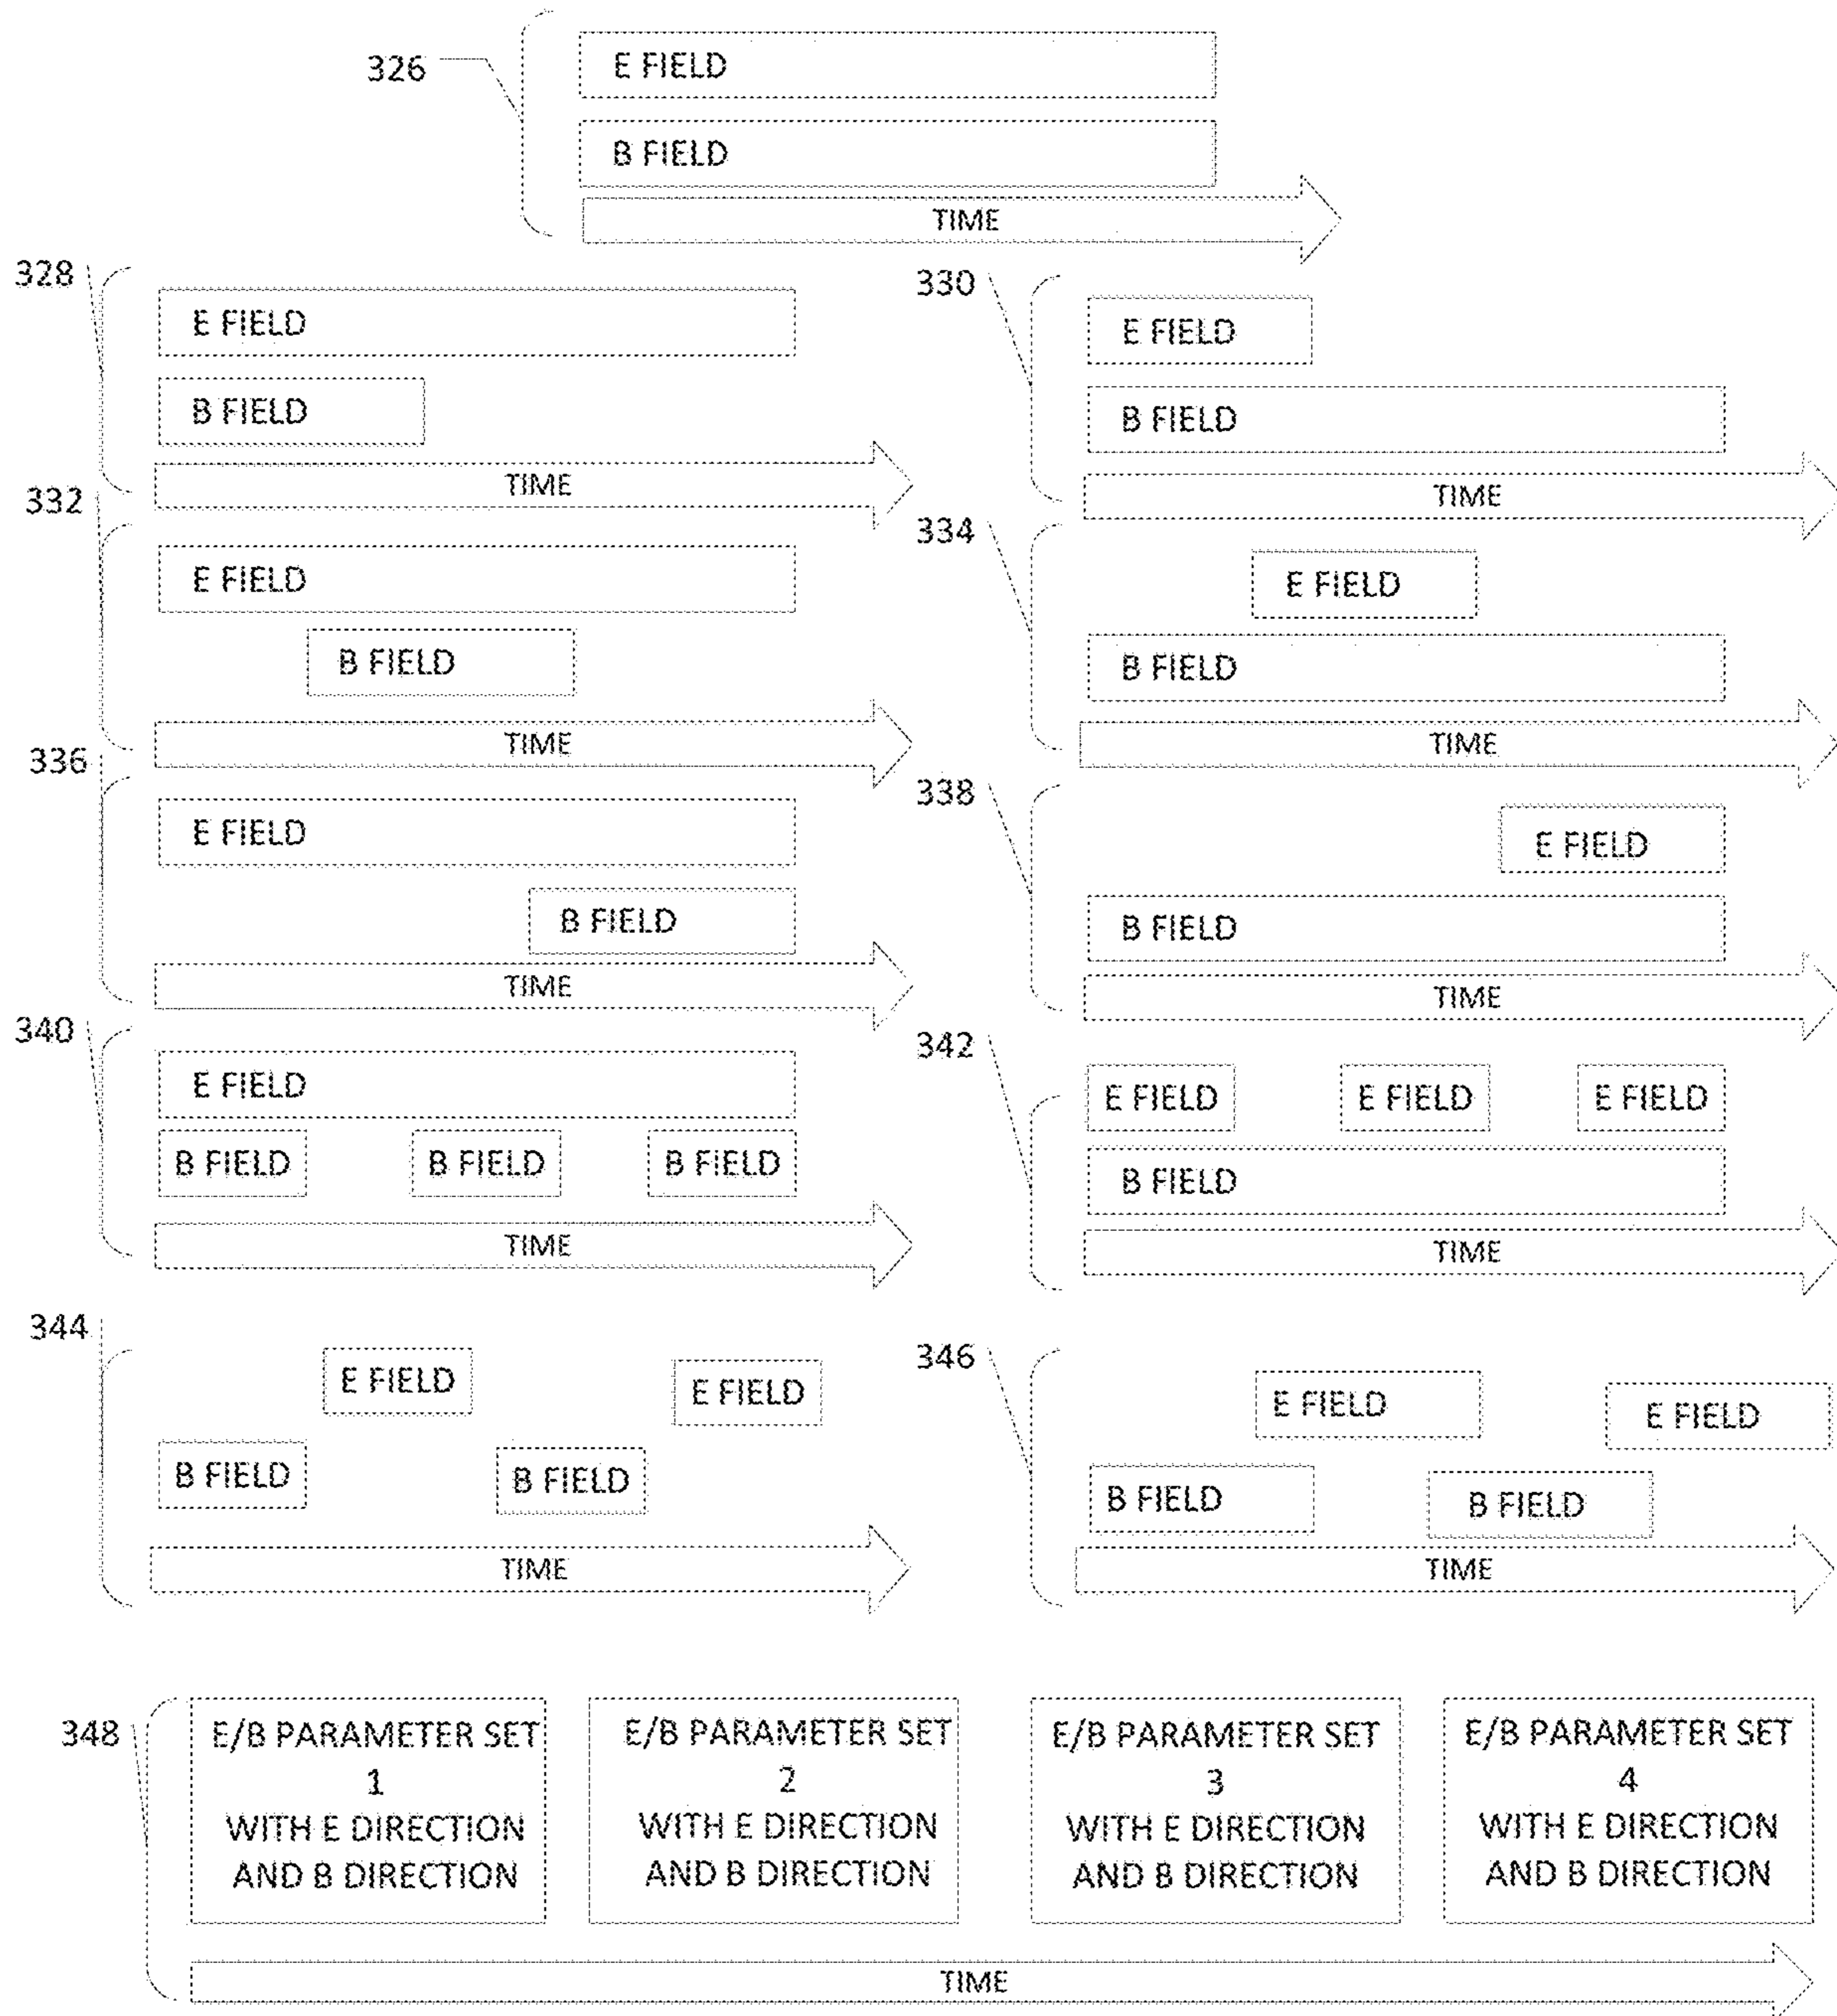 326
E FIELD
B FIELD
TIME
328
E FIELD
B FIELD
TIME
330
E FIELD
B FIELD
TIME
332
E FIELD
B FIELD
TIME
334
E FIELD
B FIELD
TIME
336
E FIELD
B FIELD
TIME
338
E FIELD
B FIELD
TIME
340
E FIELD
B FIELD
B FIELD
B FIELD
TIME
342
E FIELD
E FIELD
E FIELD
B FIELD
TIME
344
E FIELD
E FIELD
B FIELD
B FIELD
TIME
346
E FIELD
E FIELD
B FIELD
B FIELD
TIME
348
E/B PARAMETER SET
1
WITH E DIRECTION
AND B DIRECTION
E/B PARAMETER SET
2
WITH E DIRECTION
AND B DIRECTION
E/B PARAMETER SET
3
WITH E DIRECTION
AND B DIRECTION
E/B PARAMETER SET
4
WITH E DIRECTION
AND B DIRECTION
TIME